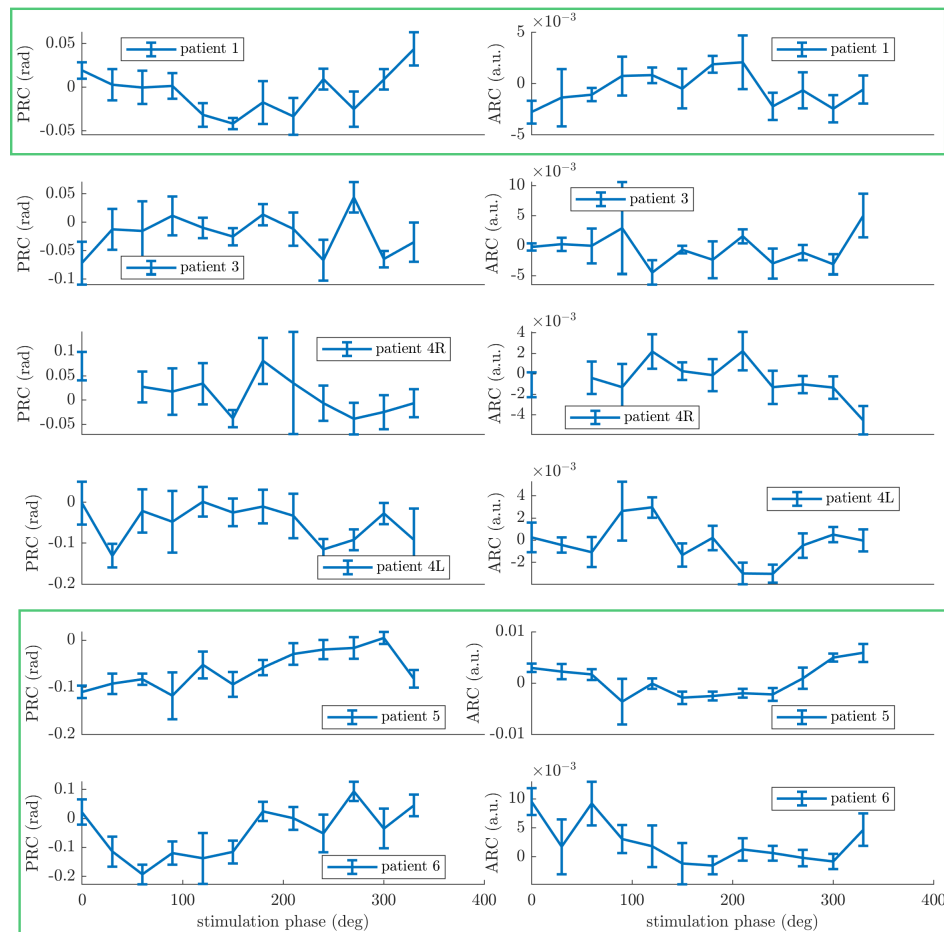 ×10⁻³
0.05
0
-0.05
PRC (rad)
patient 1
5
0
-5
ARC (a.u.)
patient 1
0.05
0
-0.05
-0.1
PRC (rad)
patient 3
×10⁻³
10
5
0
-5
ARC (a.u.)
patient 3
0.1
0.05
0
-0.05
PRC (rad)
patient 4R
×10⁻³
4
2
0
-2
-4
ARC (a.u.)
patient 4R
0
-0.1
-0.2
PRC (rad)
patient 4L
×10⁻³
4
2
0
-2
ARC (a.u.)
patient 4L
0
-0.1
-0.2
PRC (rad)
patient 5
0.01
0
-0.01
ARC (a.u.)
patient 5
0.1
0
-0.1
-0.2
PRC (rad)
patient 6
0 100 200 300 400
stimulation phase (deg)
×10⁻³
10
5
0
ARC (a.u.)
patient 6
0 100 200 300 400
stimulation phase (deg)